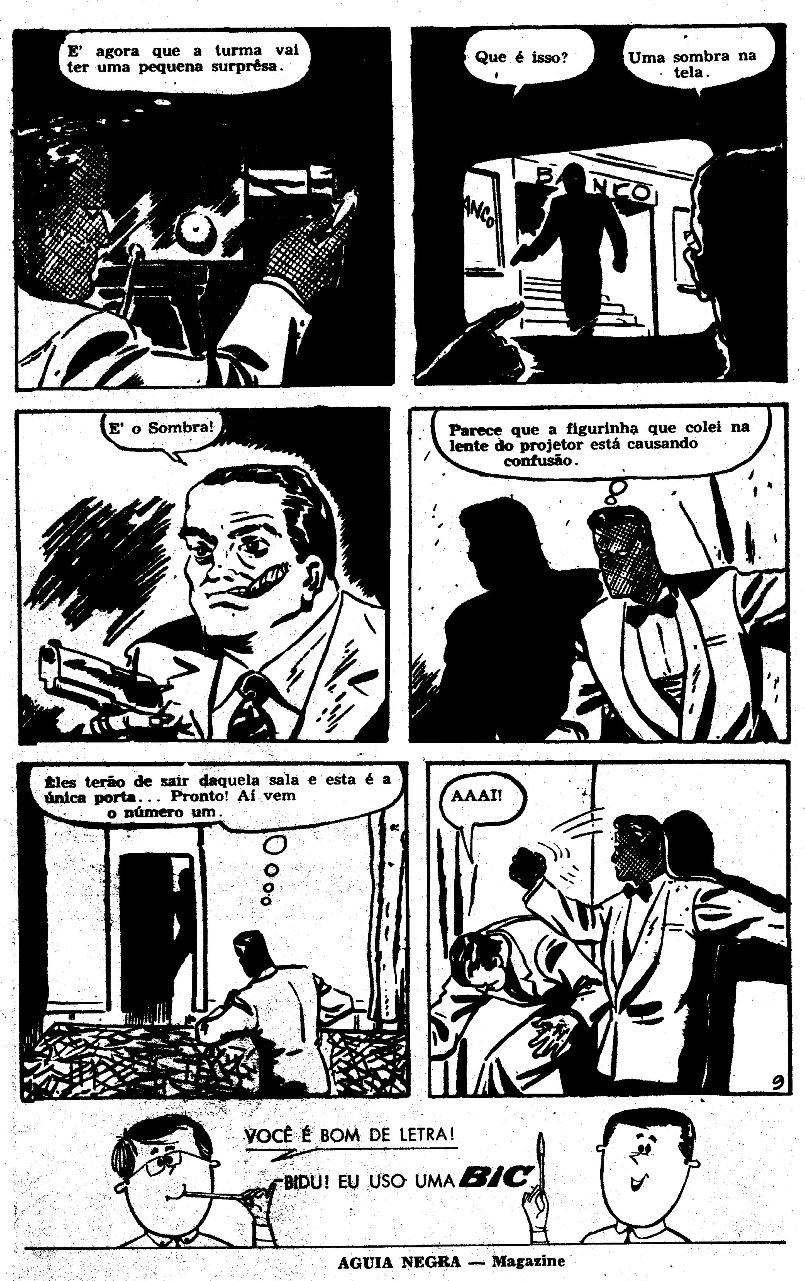 E' agora que a turma vai
ter uma pequena surprêsa.
Que é isso?
Uma sombra na
tela.
BANCO
ANCO
E' o Sombra!
Parece que a figurinha que colei na
lente do projetor está causando
confusão.
Êles terão de sair daquela sala e esta é a
única porta... Pronto! Aí vem
o número um.
AAAI!
9
VOCÊ É BOM DE LETRA!
BIDU! EU USO UMA BIC
AGUIA NEGRA — Magazine